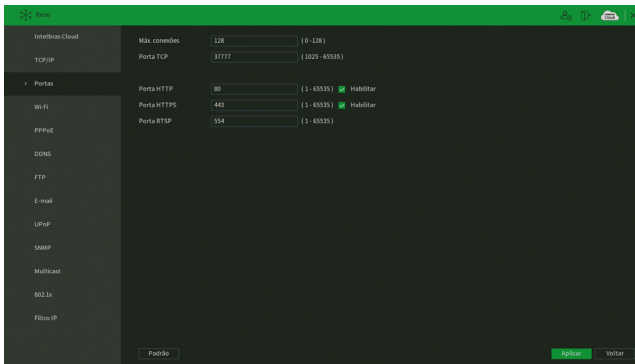 Rede
Cloud
Intelbras Cloud
TCP/IP
Portas
Wi-Fi
PPPoE
DDNS
FTP
E-mail
UPnP
SNMP
Multicast
802.1x
Filtro IP
Máx. conexões 128 ( 0 -128 )
Porta TCP 37777 ( 1025 - 65535 )
Porta HTTP 80 ( 1 - 65535 ) Habilitar
Porta HTTPS 443 ( 1 - 65535 ) Habilitar
Porta RTSP 554 ( 1 - 65535 )
Padrão Aplicar Voltar